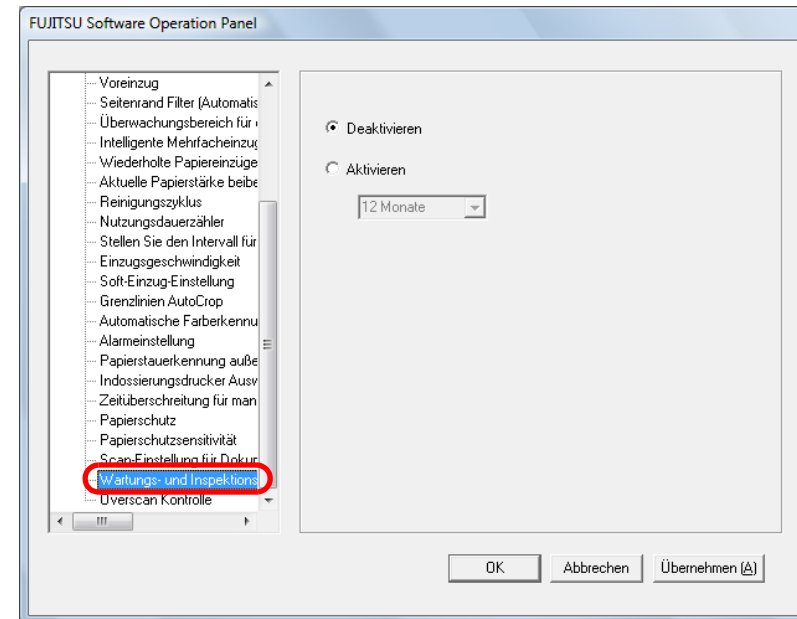 FUJITSU Software Operation Panel
Voreinzug
Seitenrand Filter (Automatis
Überwachungsbereich für
Intelligente Mehrfacheinzug
Wiederholte Papiereinzüge
Aktuelle Papierstärke beibe
Reinigungszyklus
Nutzungsdauerzähler
Stellen Sie den Intervall für
Einzugsgeschwindigkeit
Soft-Einzug-Einstellung
Grenzlinien AutoCrop
Automatische Farberkennu
Alarmeinstellung
Papierstauerkennung auße
Indossierungsdrucker Ausw
Zeitüberschreitung für man
Papierschutz
Papierschutzsensitivität
Scan-Einstellung für Dokum
Wartungs- und Inspektions
Overscan Kontrolle
Deaktivieren
Aktivieren
12 Monate
OK
Abbrechen
Übernehmen (A)